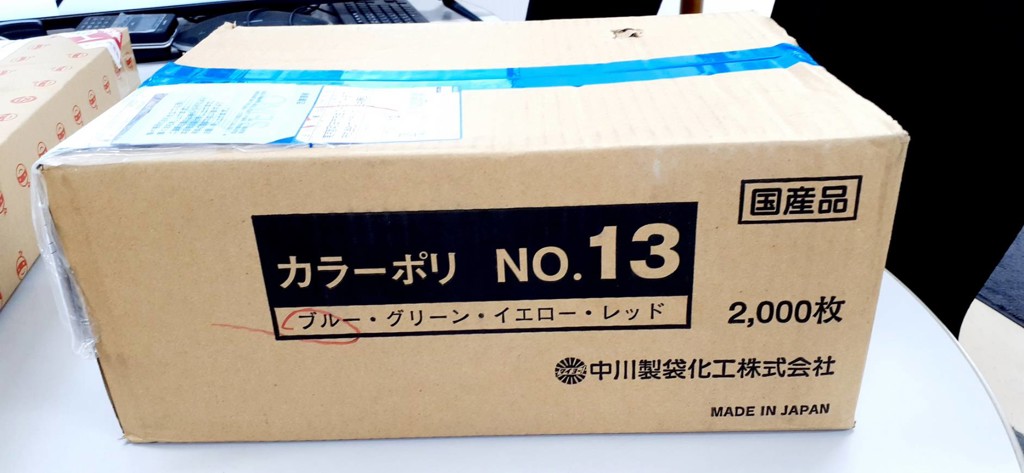 国産品
カラーポリ NO.13
ブルー・グリーン・イエロー・レッド
2,000枚
中川製袋化工株式会社
MADE IN JAPAN